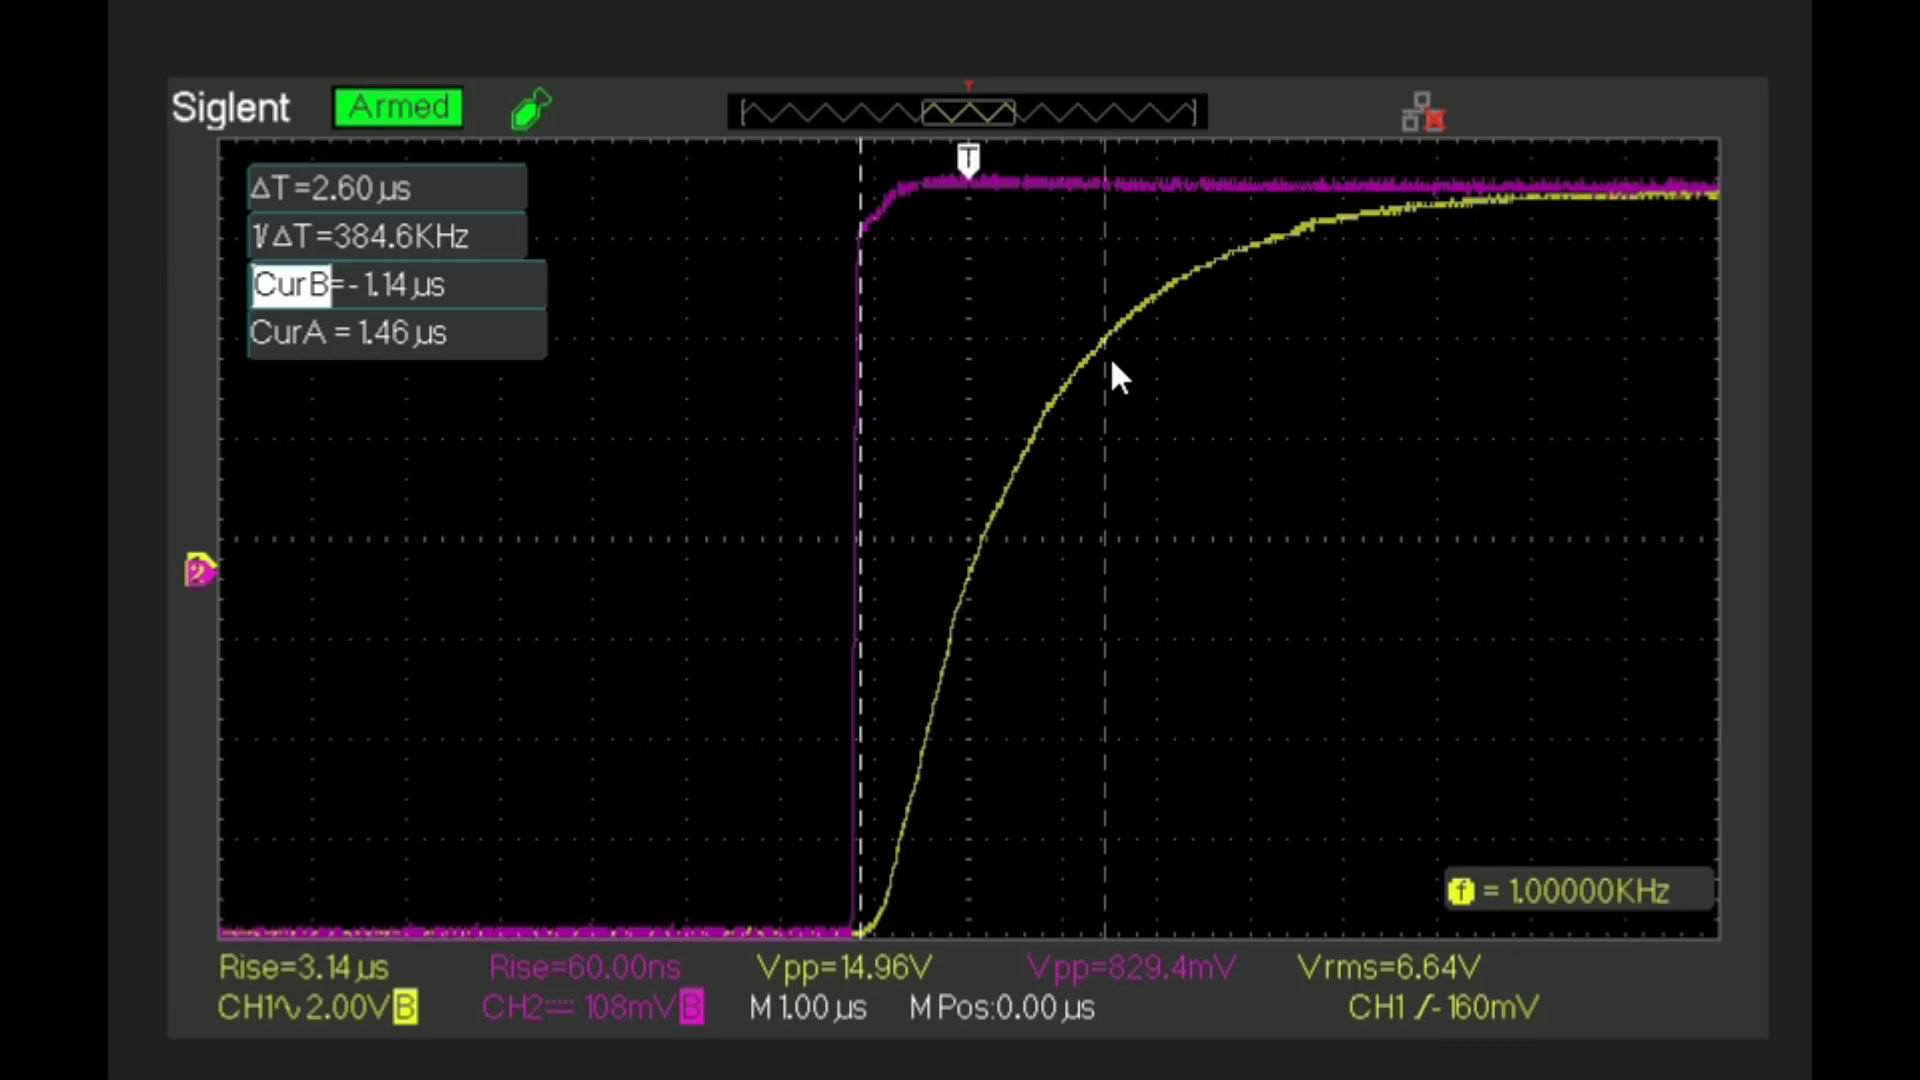 Siglent Armed
T
T
ΔT=2.60µs
1/ΔT=384.6KHz
CurB=-1.14µs
CurA = 1.46µs
2
f = 1.00000KHz
Rise=3.14µs Rise=60.00ns Vpp=14.96V Vpp=829.4mV Vrms=6.64V
CH1∿2.00V B CH2⎓ 108mV B M 1.00µs M Pos:0.00µs CH1 ƒ-160mV